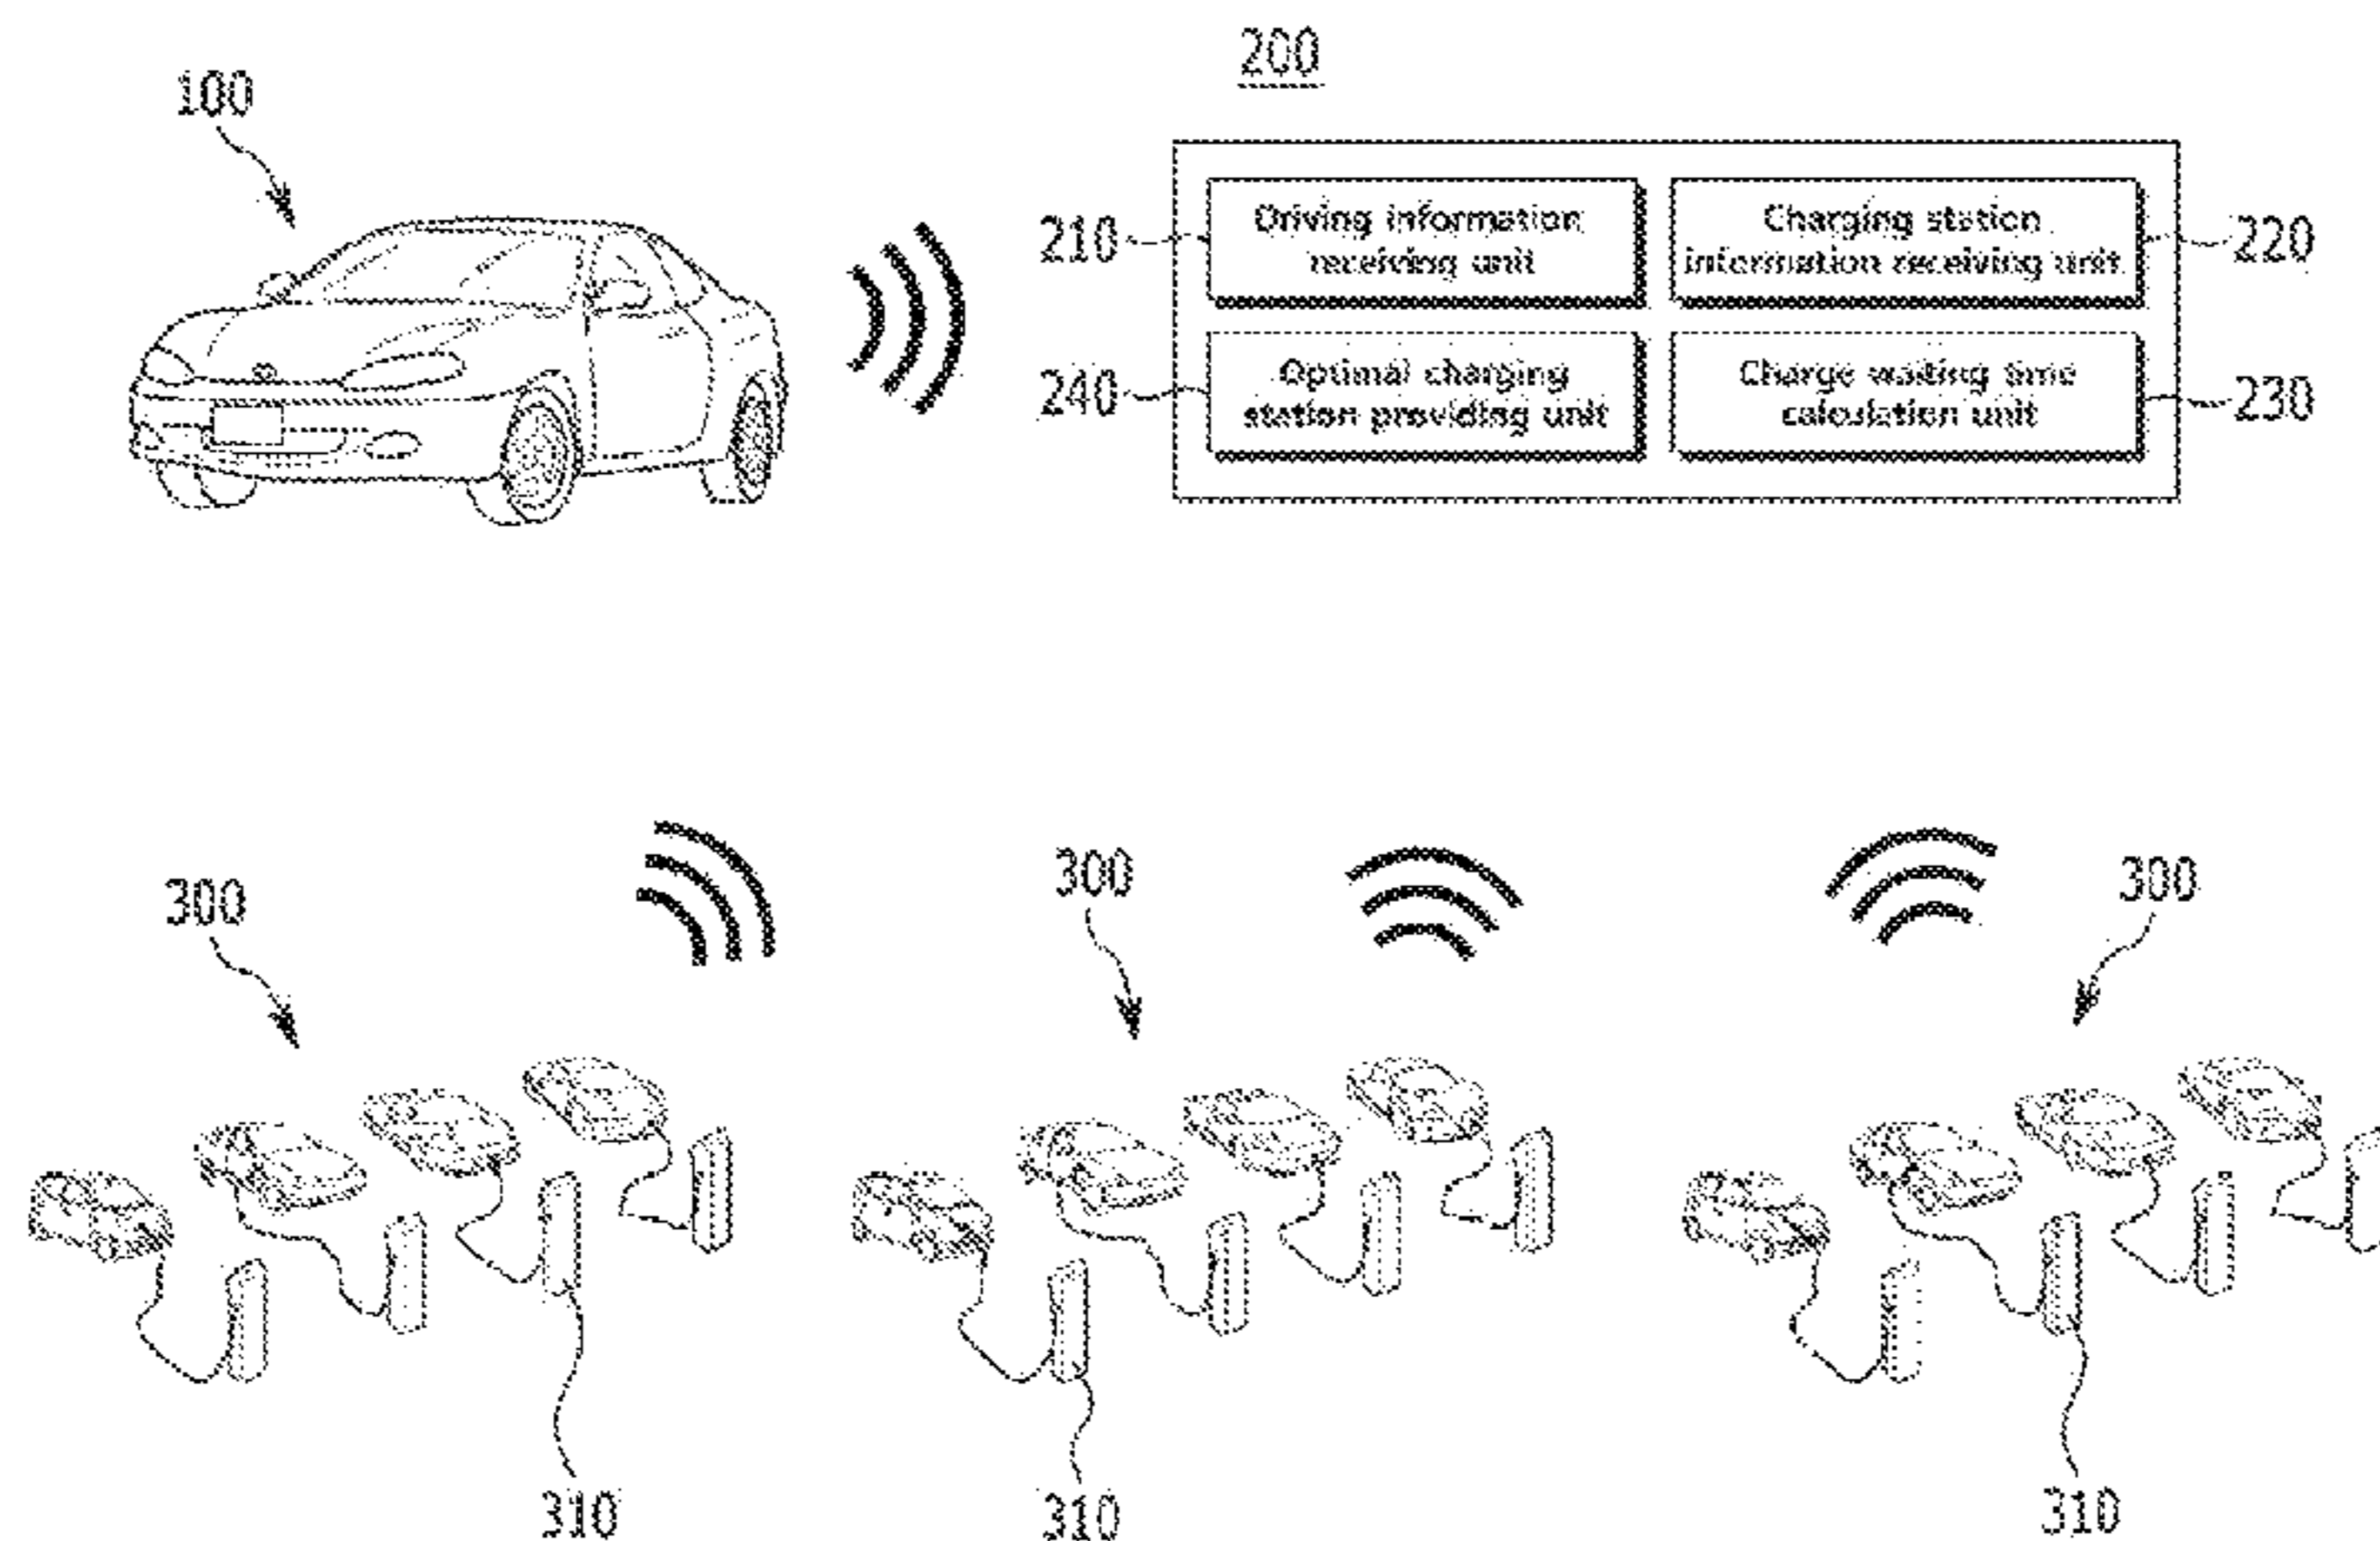 200
100
210
Driving information
receiving unit
Charging station
information receiving unit
220
240
Optimal charging
station providing unit
Charge waiting time
calculation unit
230
300
300
300
310
310
310